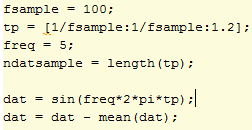 fsample = 100;
tp = [1/fsample:1/fsample:1.2];
freq = 5;
ndatsample = length(tp);
dat = sin(freq*2*pi*tp);
dat = dat - mean(dat);